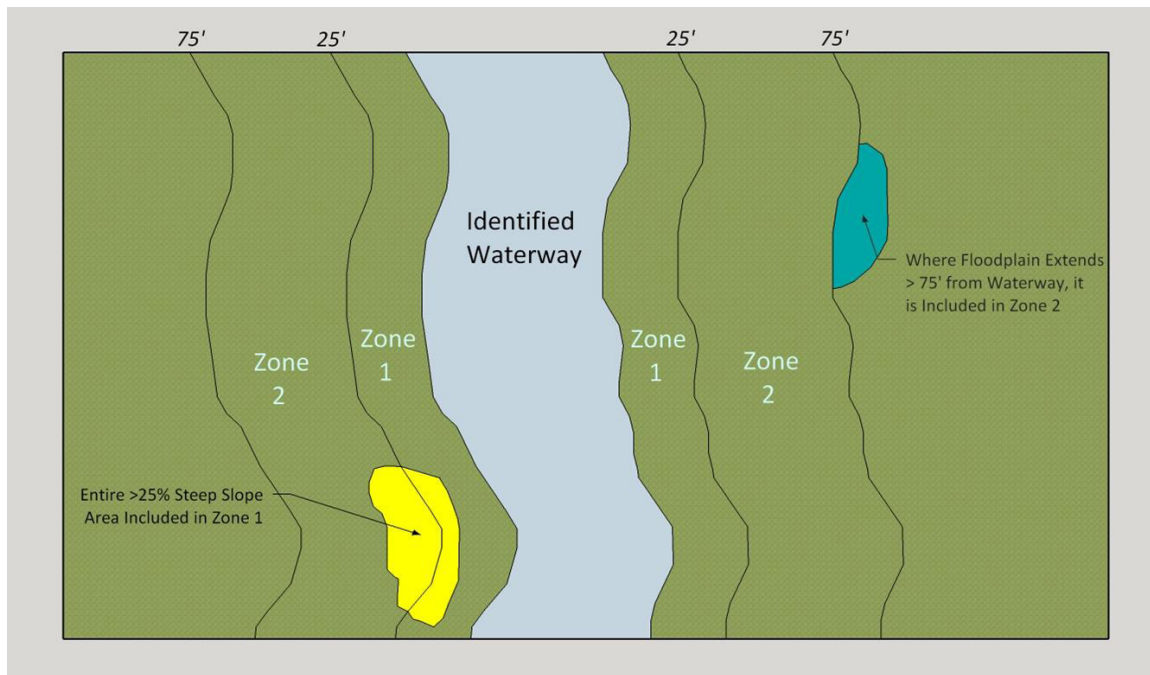 75'
25'
25'
75'
Identified
Waterway
Where Floodplain Extends
> 75' from Waterway, it
is Included in Zone 2
Zone
1
Zone
1
Zone
2
Zone
2
Entire >25% Steep Slope
Area Included in Zone 1